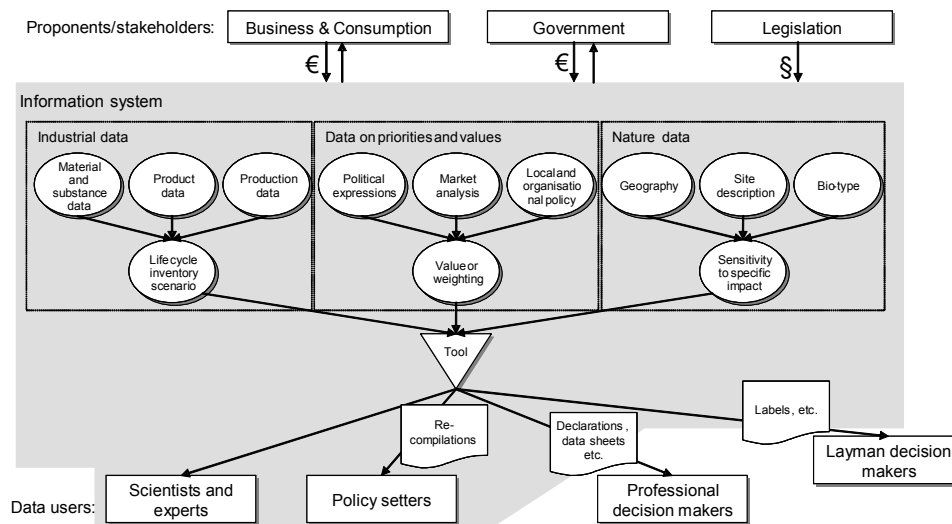 Proponents/stakeholders:
Business & Consumption
Government
Legislation
€
€
§
Information system
Industrial data
Data on priorities and values
Nature data
Material
and
substance
data
Product
data
Production
data
Political
expressions
Market
analysis
Local and
organisatio
nal policy
Geography
Site
description
Bio-type
Life cycle
inventory
scenario
Value or
weighting
Sensitivity
to specific
impact
Tool
Re-
compilations
Declarations,
data sheets
etc.
Labels, etc.
Data users:
Scientists and
experts
Policy setters
Professional
decision makers
Layman decision
makers